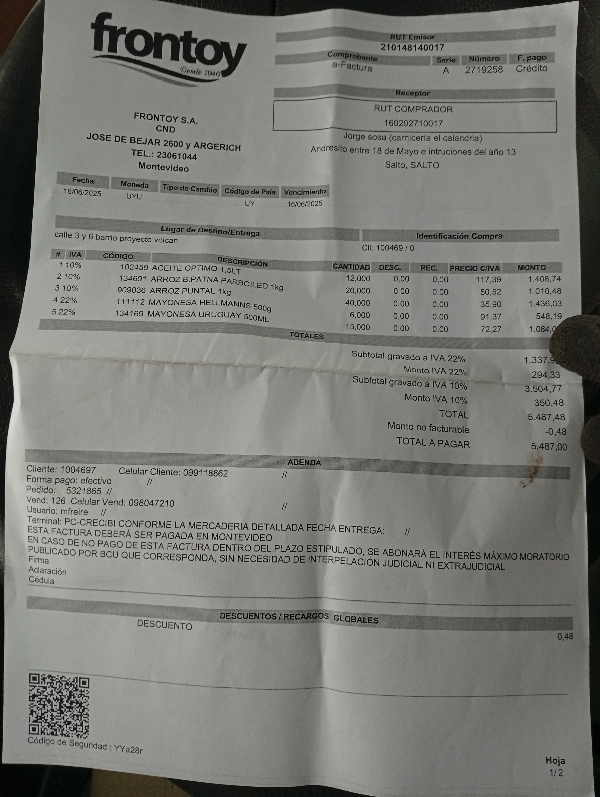 frontoy
Desde 1946
RUT Emisor
210148140017
Comprobante Serie Número F. pago
e-Factura A 2719258 Crédito
Receptor
RUT COMPRADOR
160202710017
Jorge sosa (carniceria el calandria)
Andresito entre 18 de Mayo e intruciones del año 13
Salto, SALTO
FRONTOY S.A.
CND
JOSE DE BEJAR 2600 y ARGERICH
TEL.: 23061044
Montevideo
Fecha Moneda Tipo de Cambio Código de País Vencimiento
16/06/2025 UYU UY 16/06/2025
Lugar de Destino/Entrega Identificación Compra
calle 3 y 6 barrio proyecto volcan Cli: 100469 / 0
# IVA CÓDIGO DESCRIPCIÓN CANTIDAD DESC. REC. PRECIO C/IVA MONTO
1 10% 102459 ACEITE OPTIMO 1,5LT 12,000 0,00 0,00 117,39 1.408,74
2 10% 134691 ARROZ B.PATNA PARBOILED 1kg 20,000 0,00 0,00 50,52 1.010,48
3 10% 909036 ARROZ PUNTAL 1kg 40,000 0,00 0,00 35,90 1.436,03
4 22% 111112 MAYONESA HELLMANNS 500g 6,000 0,00 0,00 91,37 548,19
5 22% 134169 MAYONESA URUGUAY 500ML 15,000 0,00 0,00 72,27
TOTALES
Subtotal gravado a IVA 22%
Monto IVA 22% 294,33
Subtotal gravado a IVA 10% 3.504,77
Monto IVA 10% 350,48
TOTAL 5.487,48
Monto no facturable -0,48
TOTAL A PAGAR 5.487,00
ADENDA
Cliente: 1004697 Celular Cliente: 099118862 //
Forma pago: efectivo //
Pedido: 5321865 //
Vend: 126 Celular Vend: 098047210 //
Usuario: mfreire //
Terminal: PC-CRECIBI CONFORME LA MERCADERIA DETALLADA FECHA ENTREGA: //
ESTA FACTURA DEBERÁ SER PAGADA EN MONTEVIDEO
EN CASO DE NO PAGO DE ESTA FACTURA DENTRO DEL PLAZO ESTIPULADO, SE ABONARÁ EL INTERÉS MÁXIMO MORATORIO
PUBLICADO POR BCU QUE CORRESPONDA, SIN NECESIDAD DE INTERPELACIÓN JUDICIAL NI EXTRAJUDICIAL
Firma
Aclaración
Cédula
DESCUENTOS / RECARGOS GLOBALES
DESCUENTO 0,48
Código de Seguridad : YYa28r
Hoja
1/ 2